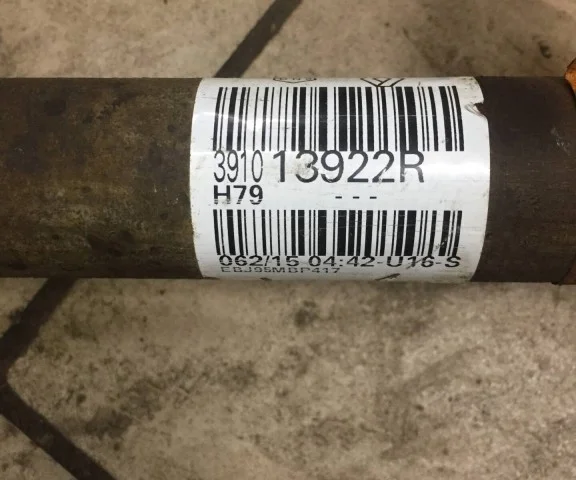 3910 13922R
H79 ---
062/15 04:42-U16-S
EBJ95MBP417